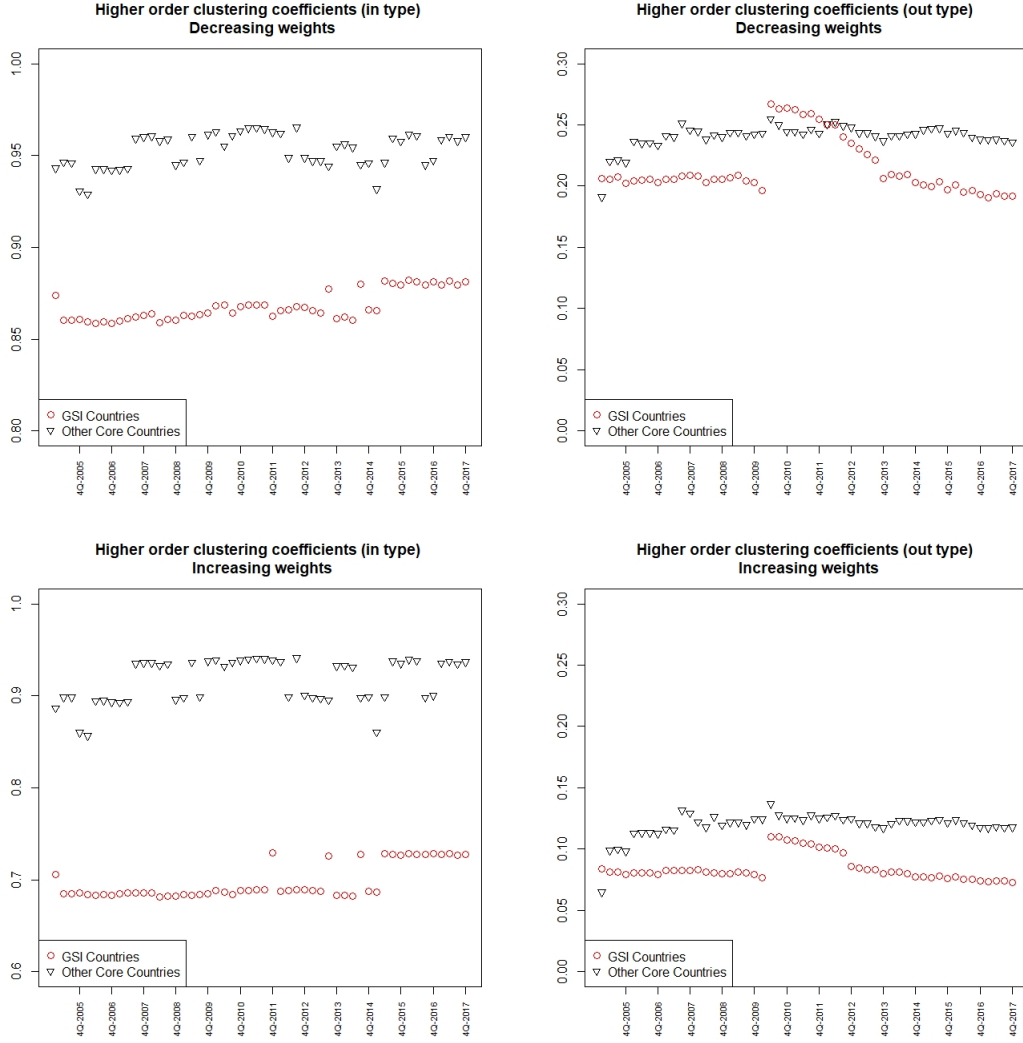 Higher order clustering coefficients (in type)
Decreasing weights
1.00
0.95
0.90
0.85
0.80
GSI Countries
Other Core Countries
4Q-2005
4Q-2006
4Q-2007
4Q-2008
4Q-2009
4Q-2010
4Q-2011
4Q-2012
4Q-2013
4Q-2014
4Q-2015
4Q-2016
4Q-2017
Higher order clustering coefficients (out type)
Decreasing weights
0.30
0.25
0.20
0.15
0.10
0.05
0.00
GSI Countries
Other Core Countries
4Q-2005
4Q-2006
4Q-2007
4Q-2008
4Q-2009
4Q-2010
4Q-2011
4Q-2012
4Q-2013
4Q-2014
4Q-2015
4Q-2016
4Q-2017
Higher order clustering coefficients (in type)
Increasing weights
1.0
0.9
0.8
0.7
0.6
GSI Countries
Other Core Countries
4Q-2005
4Q-2006
4Q-2007
4Q-2008
4Q-2009
4Q-2010
4Q-2011
4Q-2012
4Q-2013
4Q-2014
4Q-2015
4Q-2016
4Q-2017
Higher order clustering coefficients (out type)
Increasing weights
0.30
0.25
0.20
0.15
0.10
0.05
0.00
GSI Countries
Other Core Countries
4Q-2005
4Q-2006
4Q-2007
4Q-2008
4Q-2009
4Q-2010
4Q-2011
4Q-2012
4Q-2013
4Q-2014
4Q-2015
4Q-2016
4Q-2017